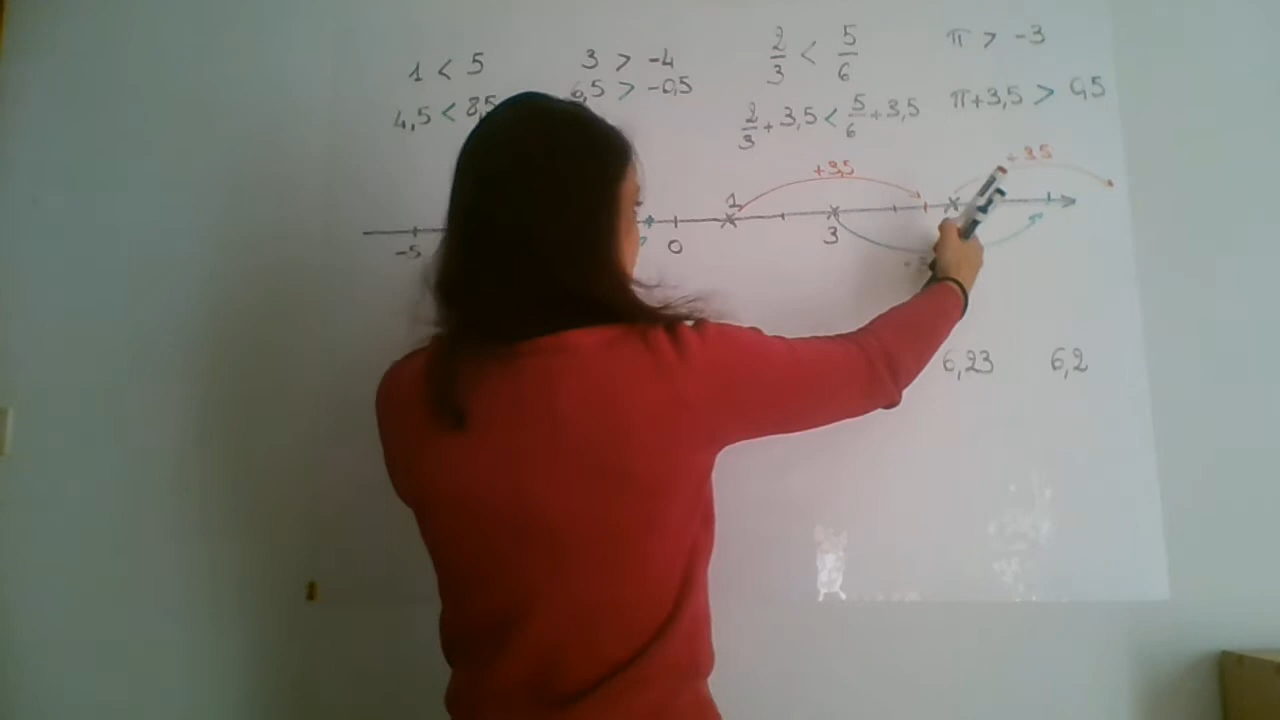 1 < 5
4,5 < 8,5
3 > -4
6,5 > -0,5
2/3 < 5/6
2/3 + 3,5 < 5/6 + 3,5
π > -3
π+3,5 > 0,5
+3,5
+3,5
1
-5
0
3
6,23
6,2